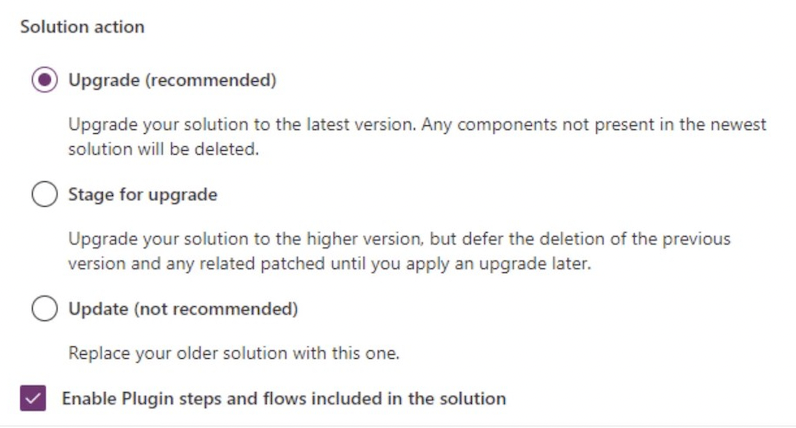 Solution action
Upgrade (recommended)
Upgrade your solution to the latest version. Any components not present in the newest
solution will be deleted.
Stage for upgrade
Upgrade your solution to the higher version, but defer the deletion of the previous
version and any related patched until you apply an upgrade later.
Update (not recommended)
Replace your older solution with this one.
Enable Plugin steps and flows included in the solution